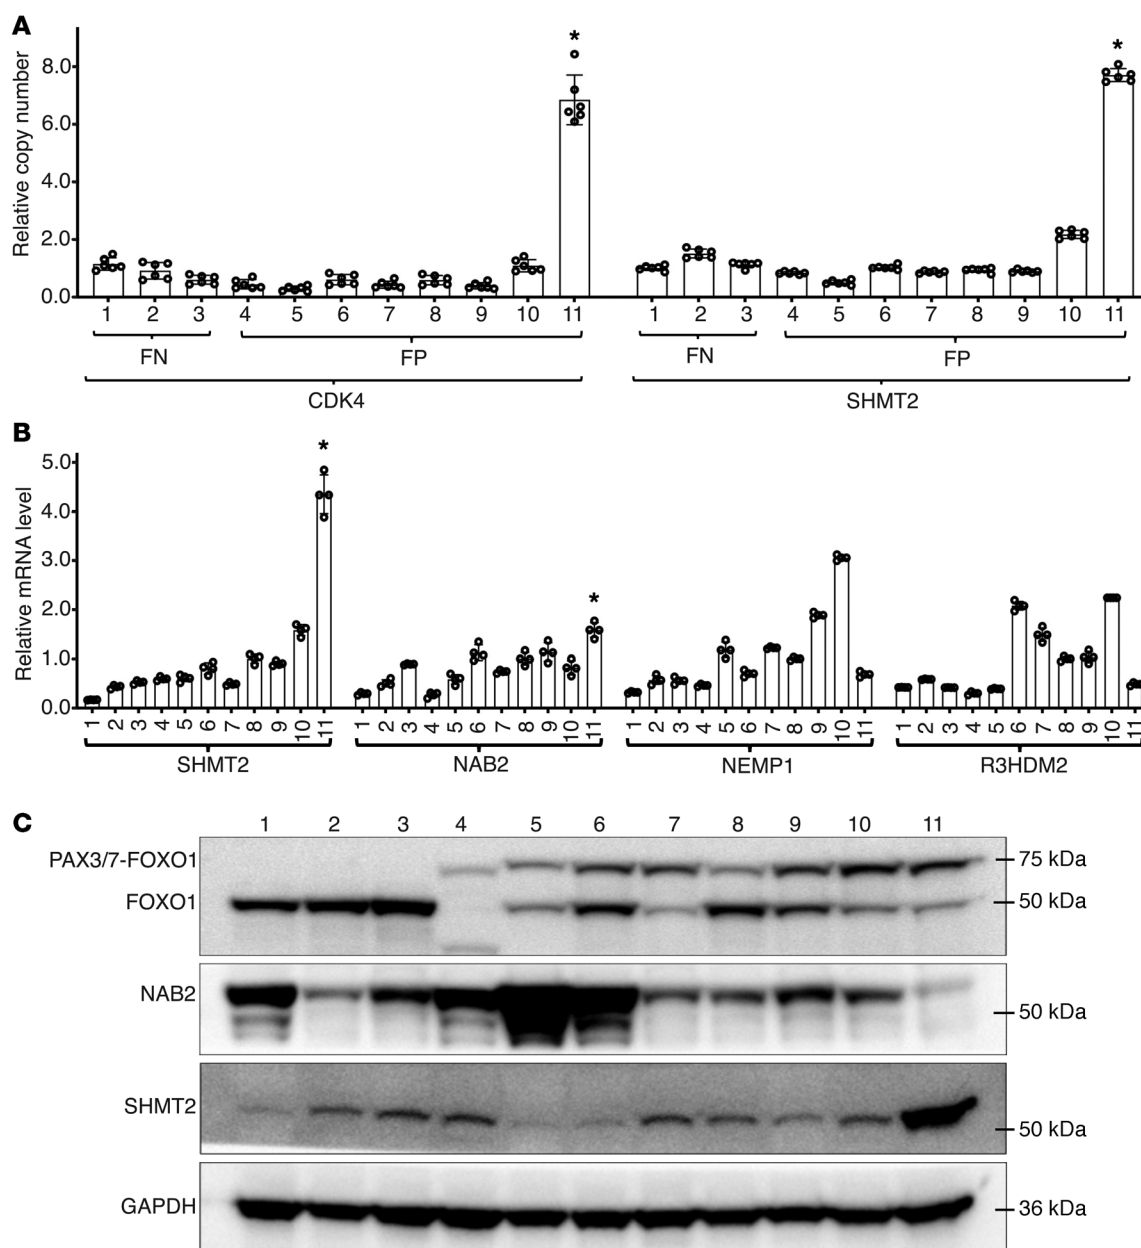 A
Relative copy number
8.0
6.0
4.0
2.0
0.0
* *
1 2 3 4 5 6 7 8 9 10 11 1 2 3 4 5 6 7 8 9 10 11
FN FP FN FP
CDK4 SHMT2
B
Relative mRNA level
5.0
4.0
3.0
2.0
1.0
0.0
* *
1 2 3 4 5 6 7 8 9 10 11 1 2 3 4 5 6 7 8 9 10 11 1 2 3 4 5 6 7 8 9 10 11 1 2 3 4 5 6 7 8 9 10 11
SHMT2 NAB2 NEMP1 R3HDM2
C
1 2 3 4 5 6 7 8 9 10 11
PAX3/7-FOXO1 75 kDa
FOXO1 50 kDa
NAB2
50 kDa
SHMT2
50 kDa
GAPDH 36 kDa